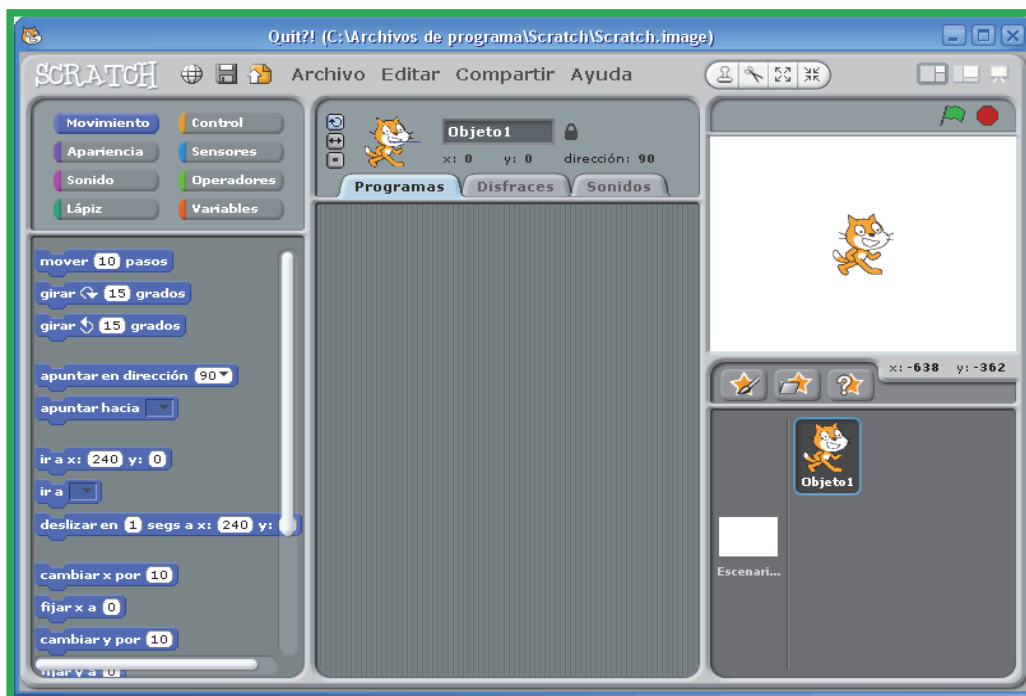 Quit?! (C:\Archivos de programa\Scratch\Scratch.image)
SCRATCH Archivo Editar Compartir Ayuda
Movimiento Control
Apariencia Sensores
Sonido Operadores
Lápiz Variables
mover 10 pasos
girar 15 grados
girar 15 grados
apuntar en dirección 90
apuntar hacia
ir a x: 240 y: 0
ir a
deslizar en 1 segs a x: 240 y:
cambiar x por 10
fijar x a 0
cambiar y por 10
fijar y a 0
Objeto1
x: 0 y: 0 dirección: 90
Programas Disfraces Sonidos
x: -638 y: -362
Objeto1
Escenari...